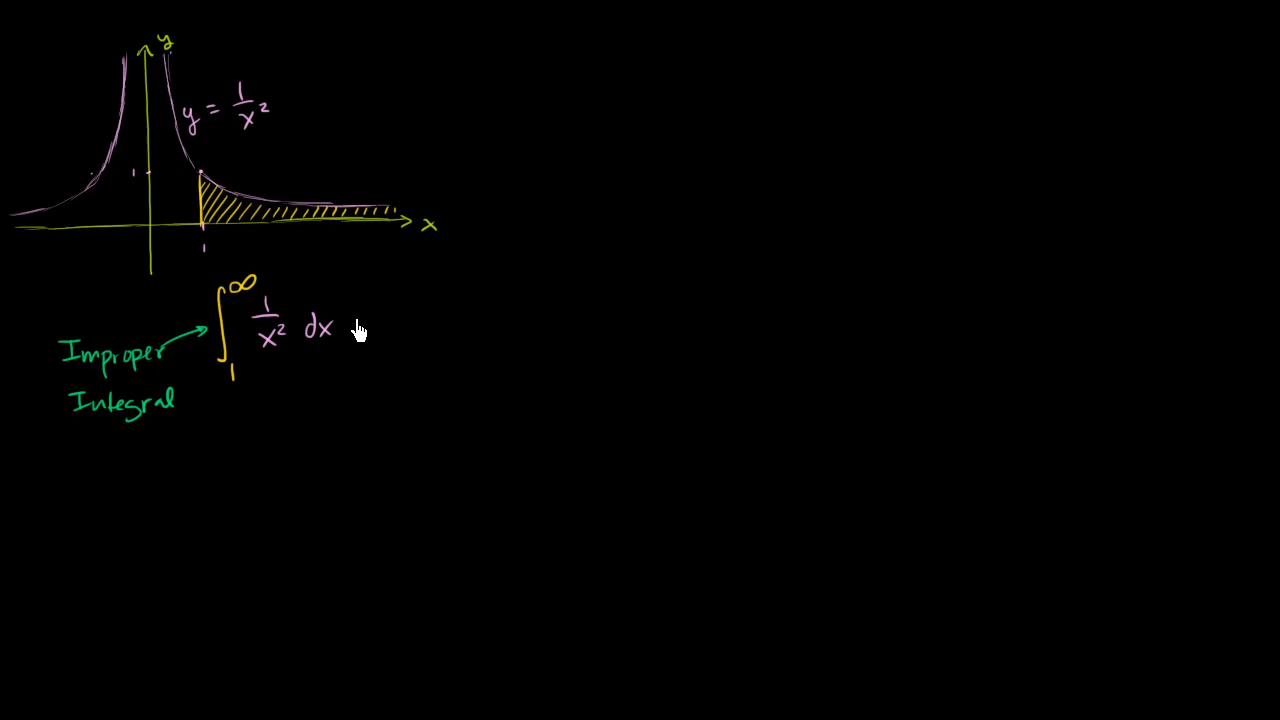 y
y = 1/x²
1
1
x
∫₁^∞ 1/x² dx
Improper
Integral